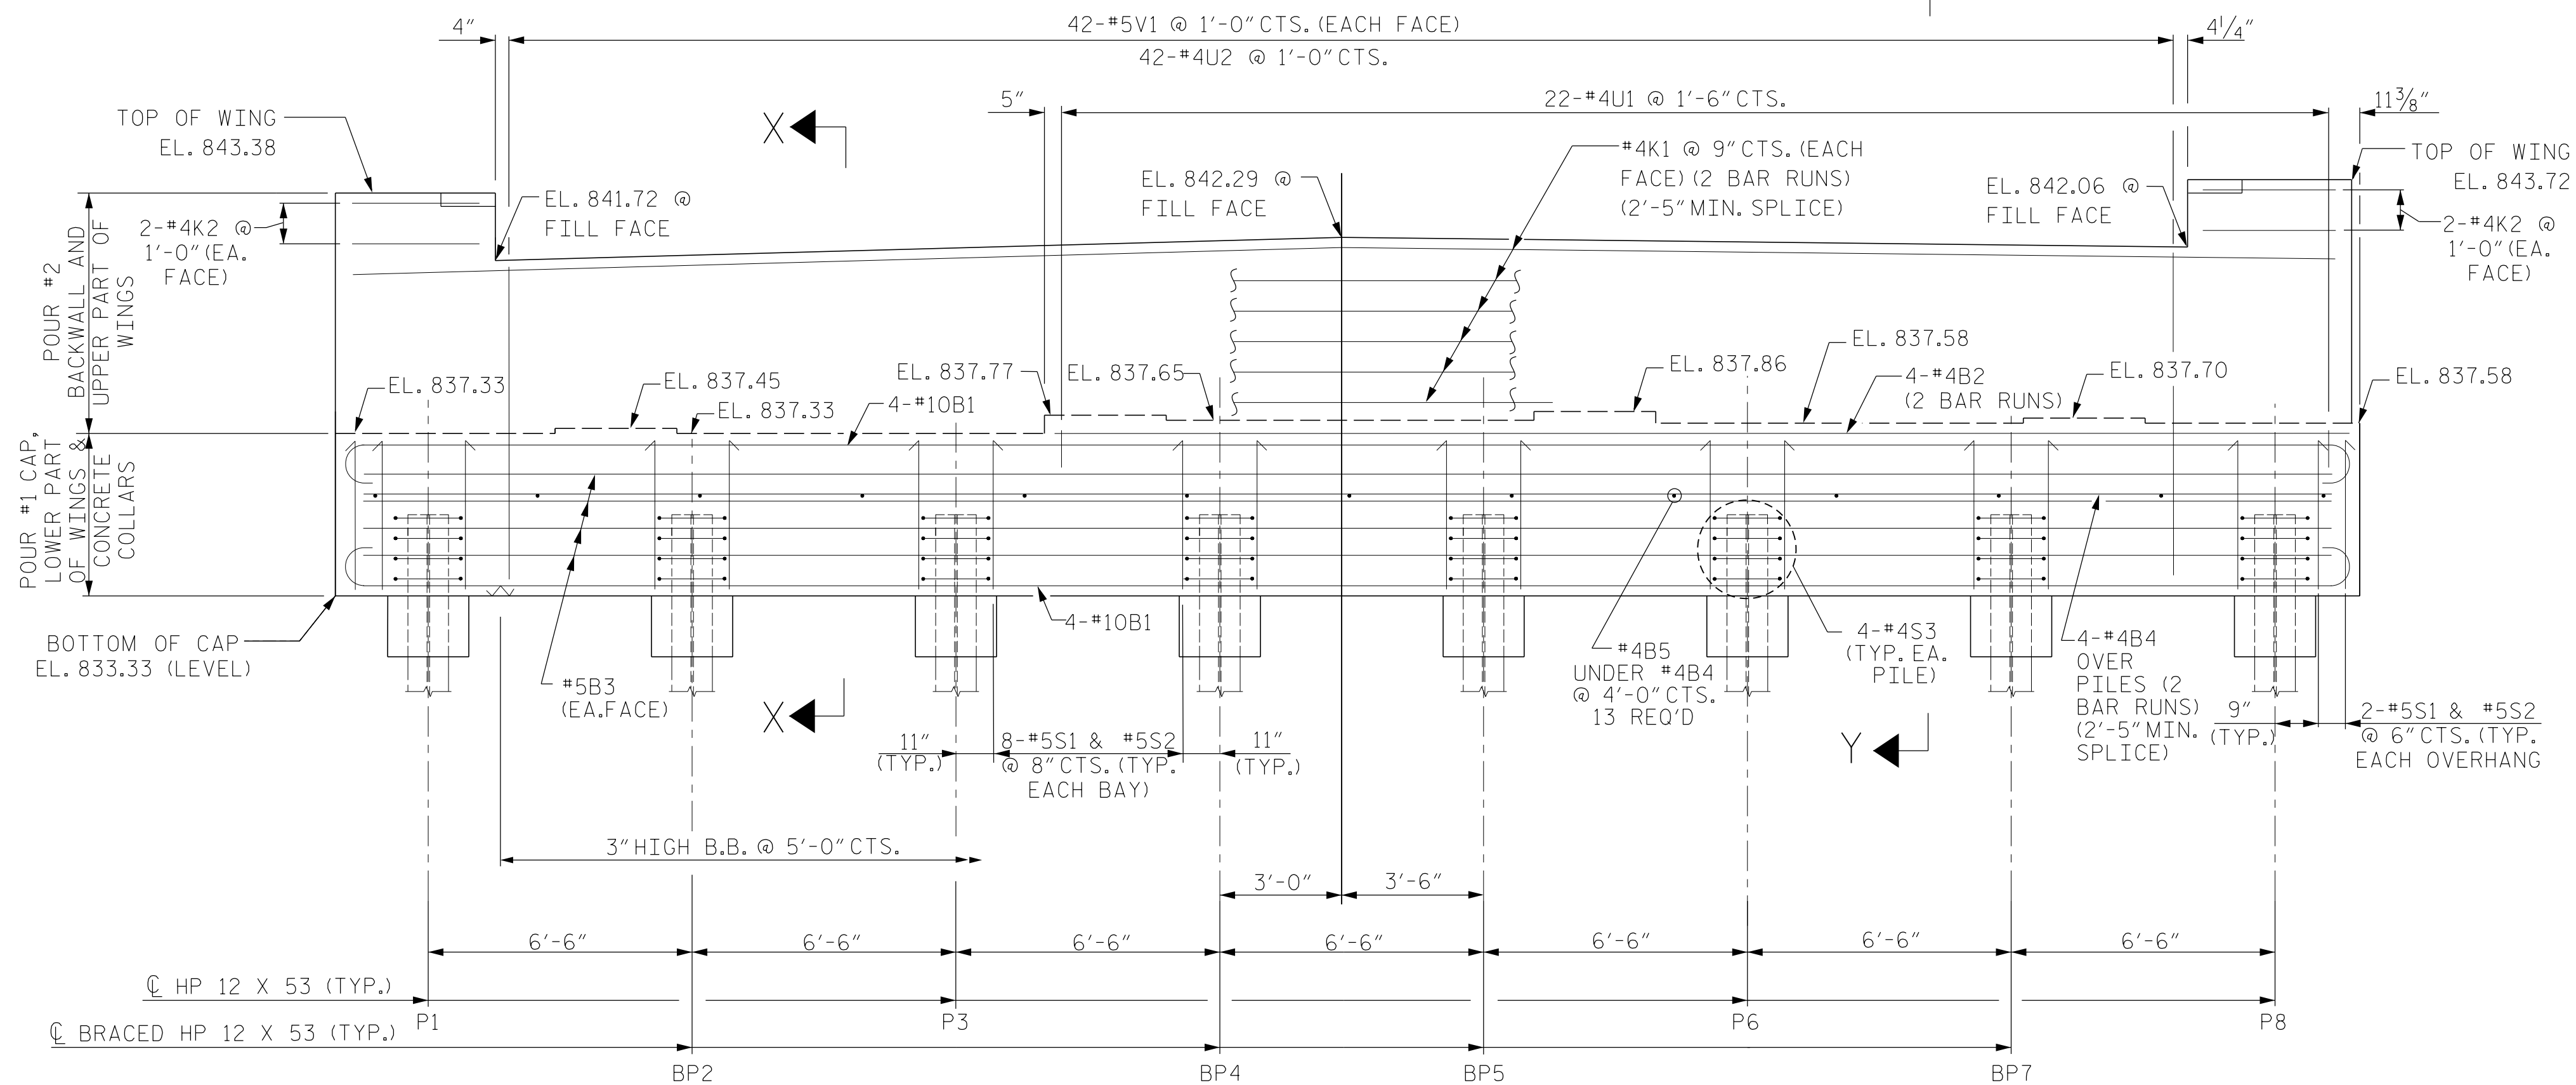 42-#5V1 @ 1'-0" CTS. (EACH FACE)
42-#4U2 @ 1'-0" CTS.
4"
4 1/4"
5"
22-#4U1 @ 1'-6" CTS.
11 3/8"
TOP OF WING
EL. 843.38
X
#4K1 @ 9" CTS. (EACH
FACE) (2 BAR RUNS)
(2'-5" MIN. SPLICE)
TOP OF WING
EL. 843.72
EL. 841.72 @
FILL FACE
EL. 842.29 @
FILL FACE
EL. 842.06 @
FILL FACE
2-#4K2 @
1'-0" (EA.
FACE)
2-#4K2 @
1'-0" (EA.
FACE)
POUR #2
BACKWALL AND
UPPER PART OF
WINGS
EL. 837.33
EL. 837.45
EL. 837.33
4-#10B1
EL. 837.77
EL. 837.65
EL. 837.86
EL. 837.58
4-#4B2
(2 BAR RUNS)
EL. 837.70
EL. 837.58
POUR #1 CAP,
LOWER PART
OF WINGS &
CONCRETE
COLLARS
BOTTOM OF CAP
EL. 833.33 (LEVEL)
#5B3
(EA.FACE)
X
4-#10B1
#4B5
UNDER #4B4
@ 4'-0" CTS.
13 REQ'D
4-#4S3
(TYP. EA.
PILE)
4-#4B4
OVER
PILES (2
BAR RUNS)
(2'-5" MIN.
SPLICE)
Y
9"
(TYP.)
2-#5S1 & #5S2
@ 6" CTS. (TYP.
EACH OVERHANG
11"
(TYP.)
8-#5S1 & #5S2
@ 8" CTS. (TYP.
EACH BAY)
11"
(TYP.)
3" HIGH B.B. @ 5'-0" CTS.
3'-0"
3'-6"
6'-6"
6'-6"
6'-6"
6'-6"
6'-6"
6'-6"
6'-6"
℄ HP 12 X 53 (TYP.)
P1
P3
P6
P8
℄ BRACED HP 12 X 53 (TYP.)
BP2
BP4
BP5
BP7